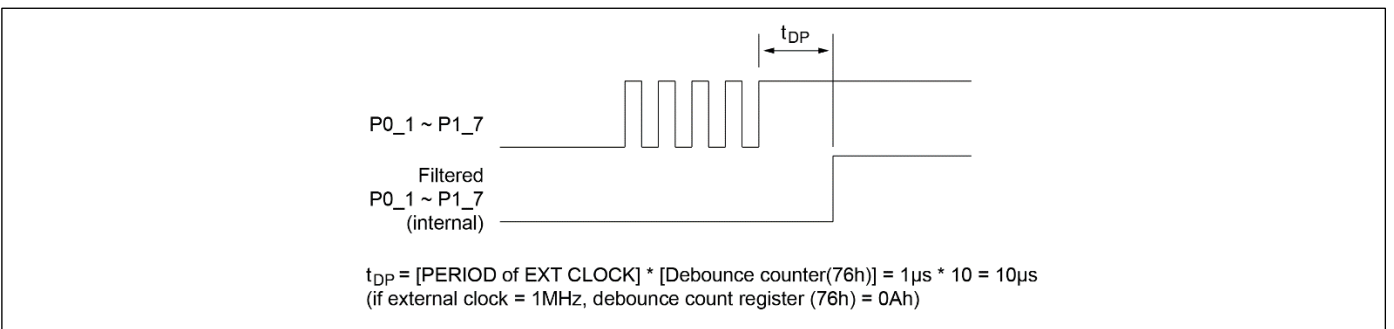 tDP
P0_1 ~ P1_7
Filtered
P0_1 ~ P1_7
(internal)
tDP = [PERIOD of EXT CLOCK] * [Debounce counter(76h)] = 1µs * 10 = 10µs
(if external clock = 1MHz, debounce count register (76h) = 0Ah)